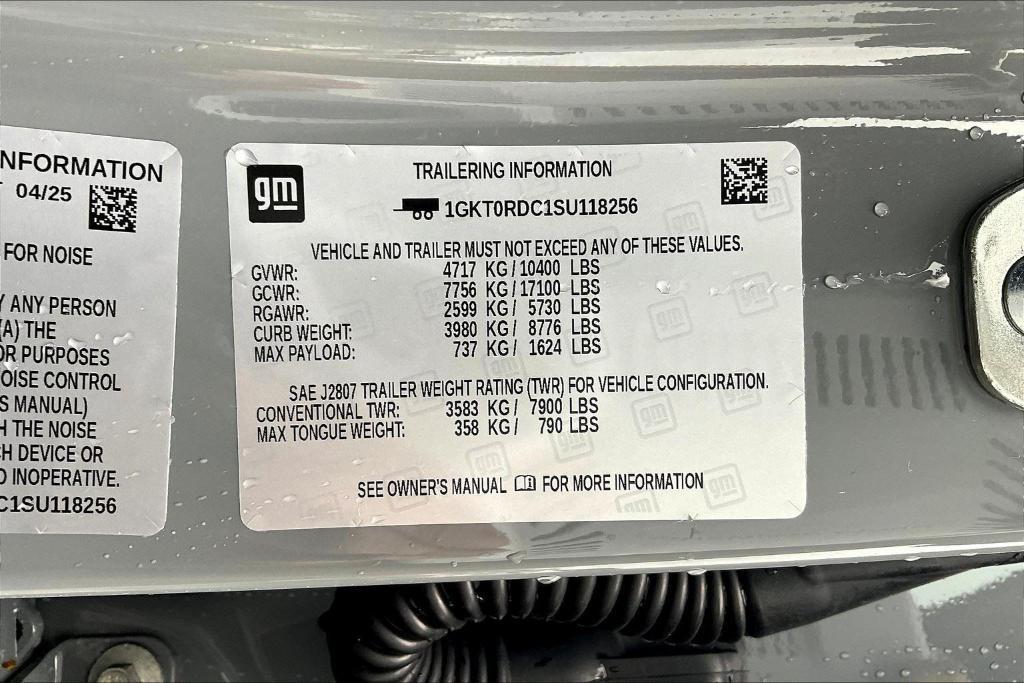 NFORMATION
04/25
FOR NOISE
ANY PERSON
(A) THE
OR PURPOSES
OISE CONTROL
S MANUAL)
H THE NOISE
CH DEVICE OR
D INOPERATIVE.
C1SU118256
gm
TRAILERING INFORMATION
1GKT0RDC1SU118256
VEHICLE AND TRAILER MUST NOT EXCEED ANY OF THESE VALUES.
GVWR: 4717 KG / 10400 LBS
GCWR: 7756 KG / 17100 LBS
RGAWR: 2599 KG / 5730 LBS
CURB WEIGHT: 3980 KG / 8776 LBS
MAX PAYLOAD: 737 KG / 1624 LBS
SAE J2807 TRAILER WEIGHT RATING (TWR) FOR VEHICLE CONFIGURATION.
CONVENTIONAL TWR: 3583 KG / 7900 LBS
MAX TONGUE WEIGHT: 358 KG / 790 LBS
SEE OWNER'S MANUAL FOR MORE INFORMATION